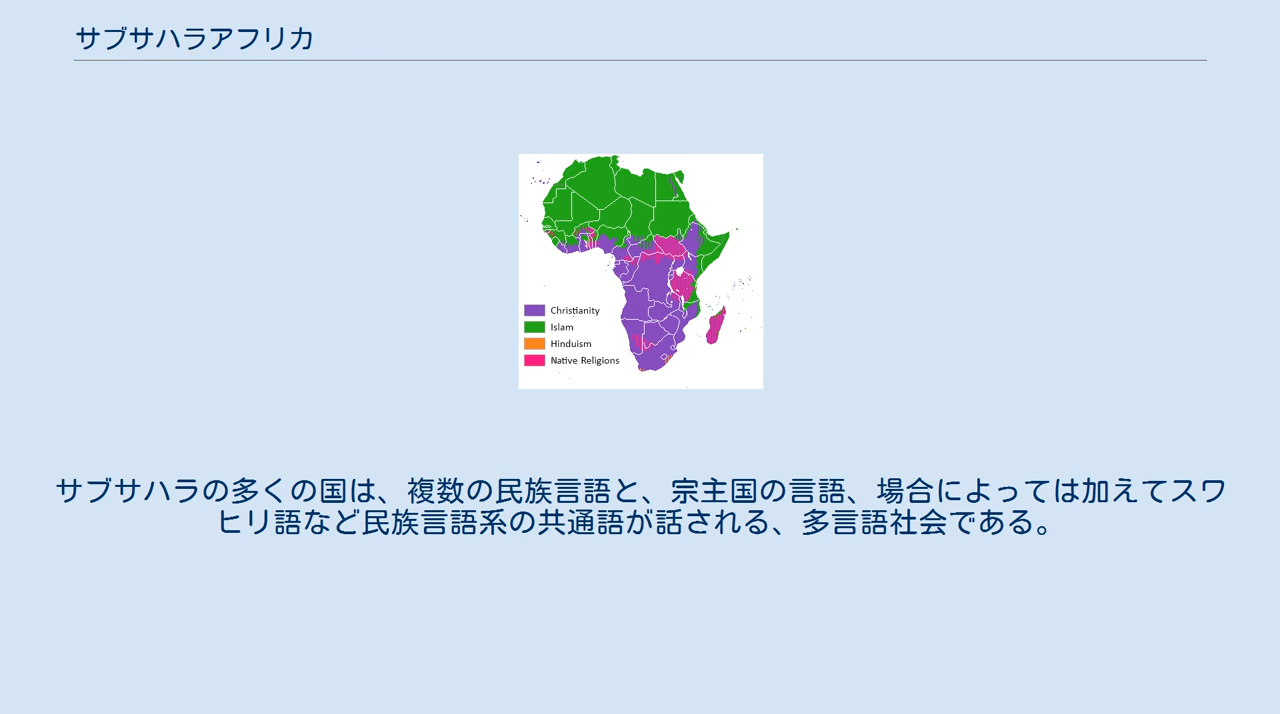 サブサハラアフリカ
Christianity
Islam
Hinduism
Native Religions
サブサハラの多くの国は、複数の民族言語と、宗主国の言語、場合によっては加えてスワ
ヒリ語など民族言語系の共通語が話される、多言語社会である。